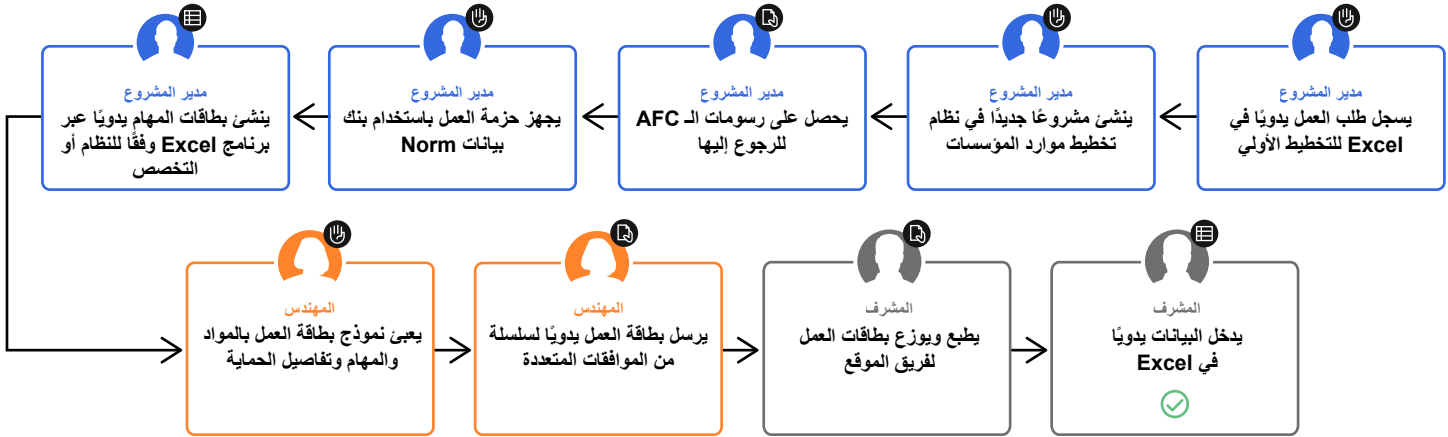 مدير المشروع
يسجل طلب العمل يدويًا في
Excel للتخطيط الأولي
مدير المشروع
ينشئ مشروعًا جديدًا في نظام
تخطيط موارد المؤسسات
مدير المشروع
يحصل على رسومات الـ AFC
للرجوع إليها
مدير المشروع
يجهز حزمة العمل باستخدام بنك
بيانات Norm
مدير المشروع
ينشئ بطاقات المهام يدويًا عبر
برنامج Excel وفقًا للنظام أو
التخصص
المهندس
يعبئ نموذج بطاقة العمل بالمواد
والمهام وتفاصيل الحماية
المهندس
يرسل بطاقة العمل يدويًا لسلسلة
من الموافقات المتعددة
المشرف
يطبع ويوزع بطاقات العمل
لفريق الموقع
المشرف
يدخل البيانات يدويًا
في Excel